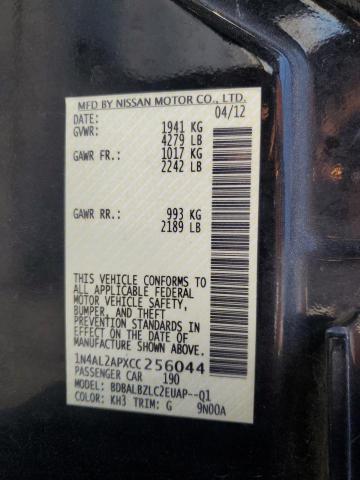 MFD BY NISSAN MOTOR CO., LTD.
DATE: 04/12
GVWR: 1941 KG
4279 LB
GAWR FR.: 1017 KG
2242 LB
GAWR RR.: 993 KG
2189 LB
THIS VEHICLE CONFORMS TO
ALL APPLICABLE FEDERAL
MOTOR VEHICLE SAFETY,
BUMPER, AND THEFT
PREVENTION STANDARDS IN
EFFECT ON THE DATE OF
MANUFACTURE SHOWN ABOVE.
1N4AL2APXCC256044
PASSENGER CAR 190
MODEL: BDBALBZLC2EUAP--Q1
COLOR: KH3 TRIM: G 9N00A